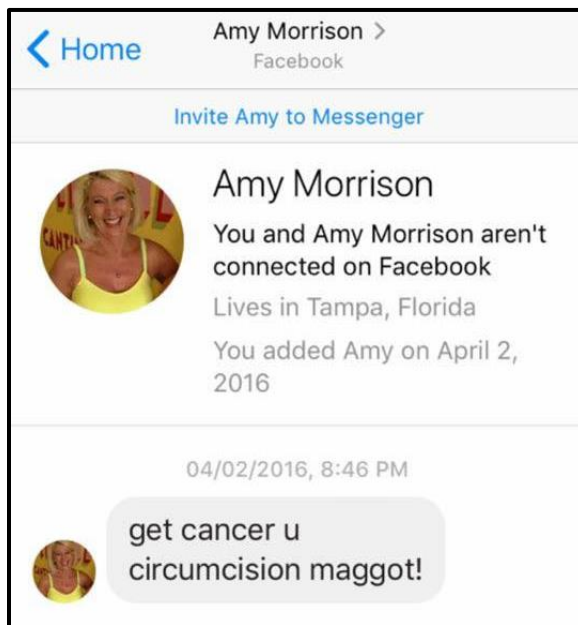 Amy Morrison >
Home
Facebook
Invite Amy to Messenger
Amy Morrison
You and Amy Morrison aren't
connected on Facebook
Lives in Tampa, Florida
You added Amy on April 2,
2016
04/02/2016, 8:46 PM
get cancer u
circumcision maggot!